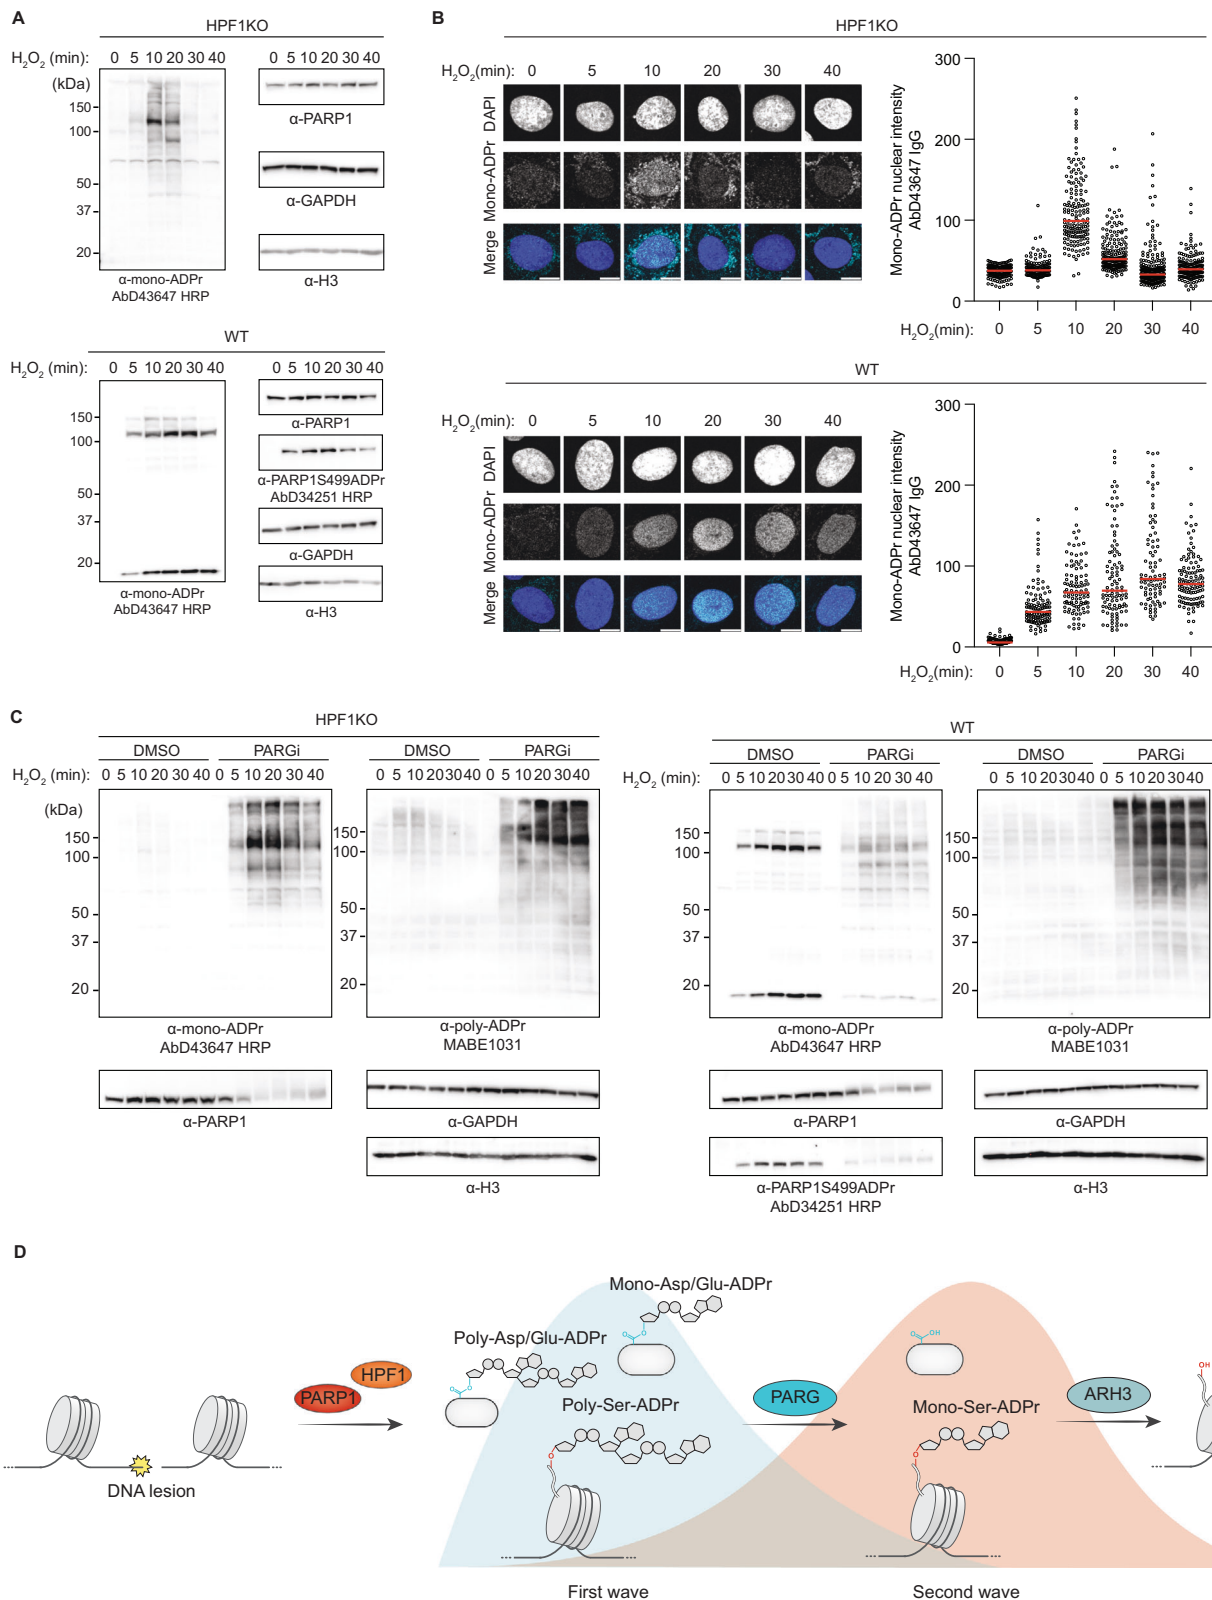 A
HPF1KO
H2O2 (min): 0 5 10 20 30 40 0 5 10 20 30 40
(kDa)
150
100
50
37
20
α-mono-ADPr
AbD43647 HRP
α-PARP1
α-GAPDH
α-H3
WT
H2O2 (min): 0 5 10 20 30 40 0 5 10 20 30 40
150
100
50
37
20
α-mono-ADPr
AbD43647 HRP
α-PARP1
α-PARP1S499ADPr
AbD34251 HRP
α-GAPDH
α-H3
B
HPF1KO
H2O2(min): 0 5 10 20 30 40
DAPI
Mono-ADPr
Merge
Mono-ADPr nuclear intensity
AbD43647 IgG
300
200
100
0
H2O2(min): 0 5 10 20 30 40
WT
H2O2(min): 0 5 10 20 30 40
DAPI
Mono-ADPr
Merge
Mono-ADPr nuclear intensity
AbD43647 IgG
300
200
100
0
H2O2(min): 0 5 10 20 30 40
C
HPF1KO
DMSO PARGi DMSO PARGi
H2O2 (min): 0 5 10 20 30 40 0 5 10 20 30 40 0 5 10 20 30 40 0 5 10 20 30 40
(kDa)
150
100
50
37
20
α-mono-ADPr
AbD43647 HRP
150
100
50
37
20
α-poly-ADPr
MABE1031
α-PARP1
α-GAPDH
α-H3
WT
DMSO PARGi DMSO PARGi
H2O2 (min): 0 5 10 20 30 40 0 5 10 20 30 40 0 5 10 20 30 40 0 5 10 20 30 40
150
100
50
37
20
α-mono-ADPr
AbD43647 HRP
150
100
50
37
20
α-poly-ADPr
MABE1031
α-PARP1
α-GAPDH
α-PARP1S499ADPr
AbD34251 HRP
α-H3
D
DNA lesion
PARP1
HPF1
Mono-Asp/Glu-ADPr
Poly-Asp/Glu-ADPr
Poly-Ser-ADPr
O
O
O
O
O
PARG
O
OH
Mono-Ser-ADPr
O
ARH3
OH
First wave
Second wave